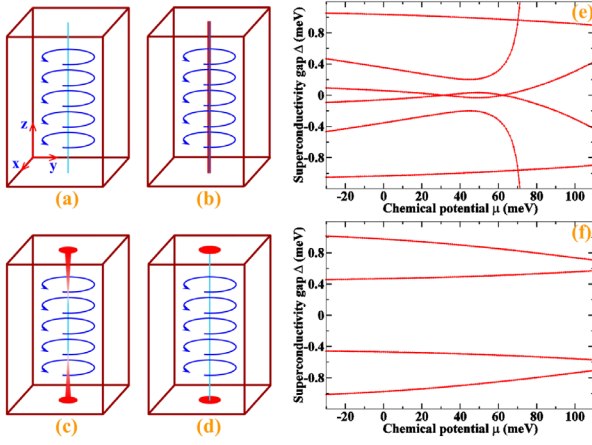 z
x
y
(a)
(b)
(c)
(d)
(e)
Superconductivity gap Δ (meV)
0.8
0.4
0
-0.4
-0.8
-20 0 20 40 60 80 100
Chemical potential μ (meV)
(f)
Superconductivity gap Δ (meV)
0.8
0.4
0
-0.4
-0.8
-20 0 20 40 60 80 100
Chemical potential μ (meV)